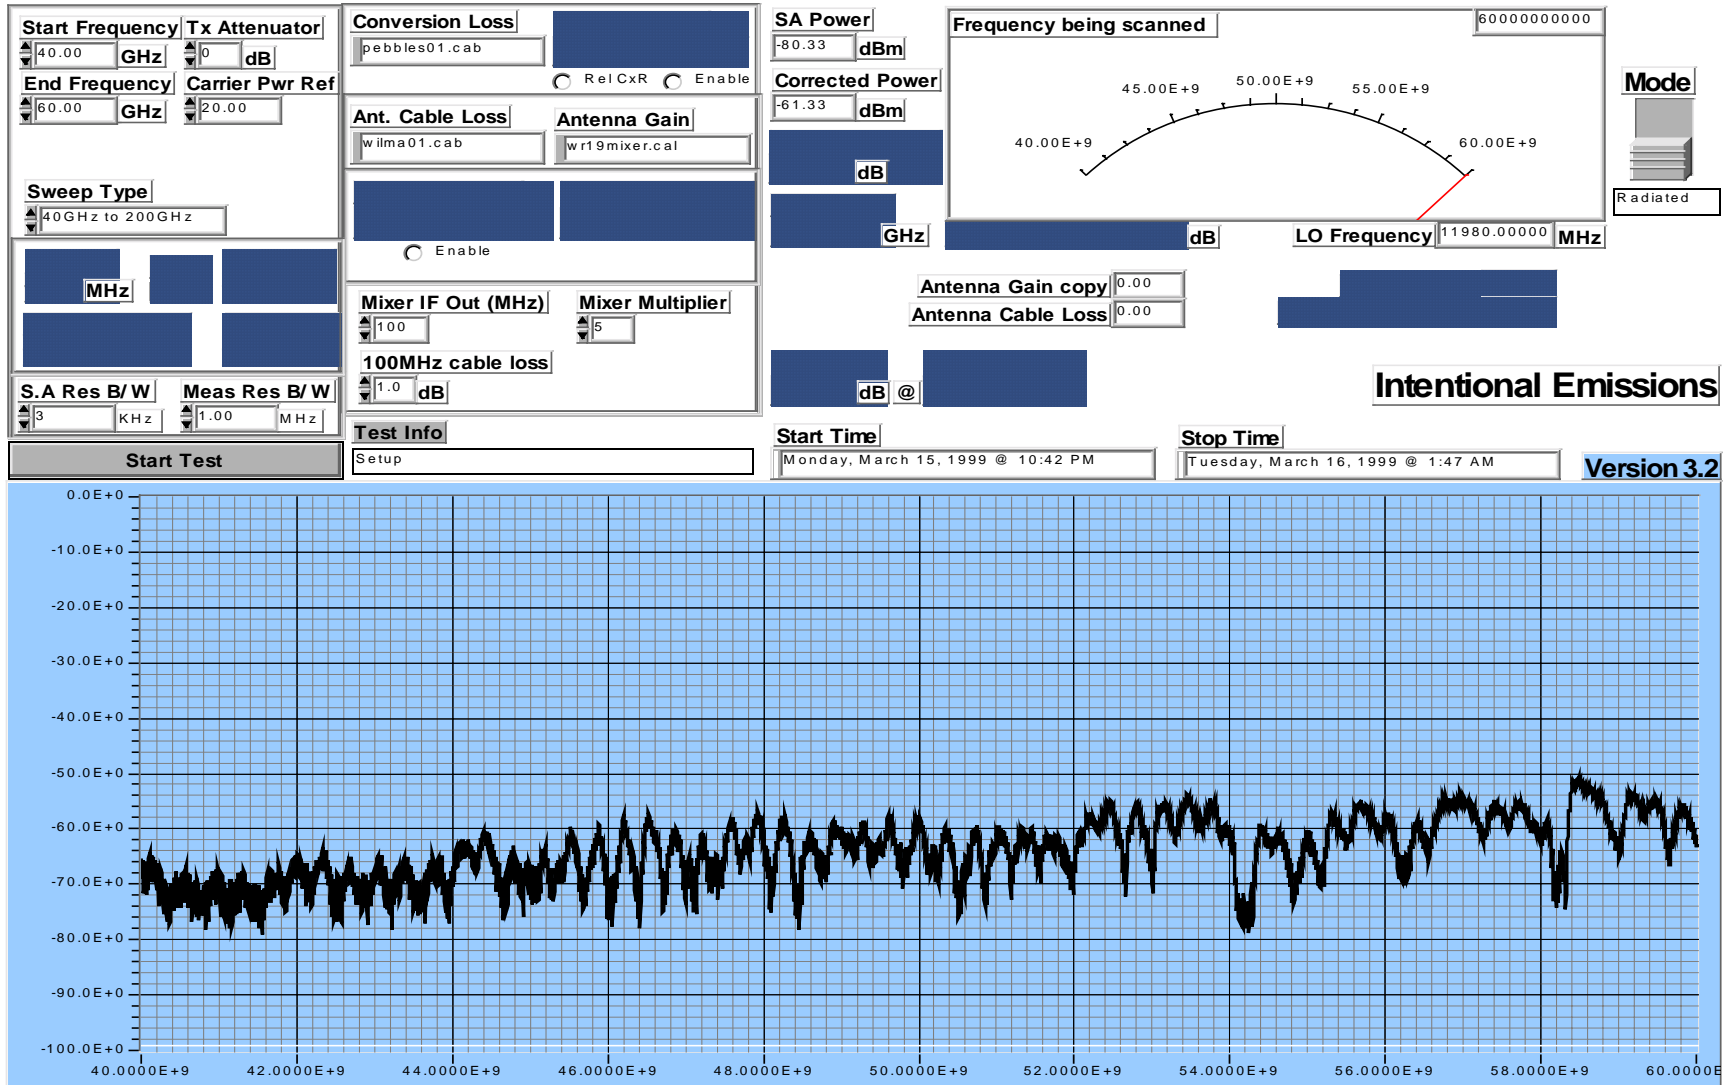 Start Frequency
40.00 GHz
Tx Attenuator
0 dB
End Frequency
60.00 GHz
Carrier Pwr Ref
20.00
Sweep Type
40GHz to 200GHz
MHz
S.A Res B/W
3 KHz
Meas Res B/W
1.00 MHz
Start Test
Conversion Loss
pebbles01.cab
Rel CxR
Enable
Ant. Cable Loss
wilma01.cab
Antenna Gain
wr19mixer.cal
Enable
Mixer IF Out (MHz)
100
Mixer Multiplier
5
100MHz cable loss
1.0 dB
Test Info
Setup
SA Power
-80.33 dBm
Corrected Power
-61.33 dBm
dB
GHz
dB
dB @
Frequency being scanned
60000000000
40.00E+9
45.00E+9
50.00E+9
55.00E+9
60.00E+9
Mode
Radiated
LO Frequency 11980.00000 MHz
Antenna Gain copy 0.00
Antenna Cable Loss 0.00
Intentional Emissions
Start Time
Monday, March 15, 1999 @ 10:42 PM
Stop Time
Tuesday, March 16, 1999 @ 1:47 AM
Version 3.2
0.0E+0
-10.0E+0
-20.0E+0
-30.0E+0
-40.0E+0
-50.0E+0
-60.0E+0
-70.0E+0
-80.0E+0
-90.0E+0
-100.0E+0
40.0000E+9 42.0000E+9 44.0000E+9 46.0000E+9 48.0000E+9 50.0000E+9 52.0000E+9 54.0000E+9 56.0000E+9 58.0000E+9 60.0000E